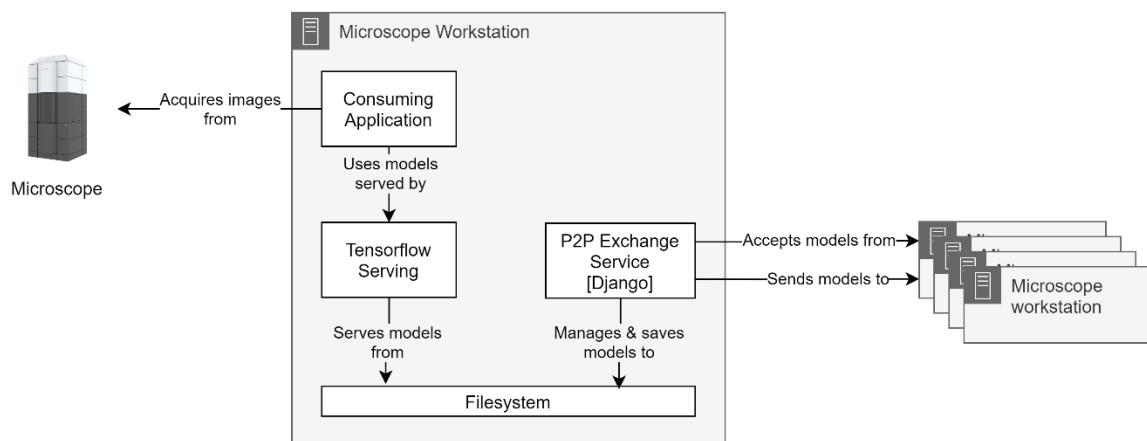 Microscope Workstation
Acquires images
from
Microscope
Consuming
Application
Uses models
served by
Tensorflow
Serving
P2P Exchange
Service
[Django]
Accepts models from
Sends models to
Microscope
workstation
Serves models
from
Manages & saves
models to
Filesystem